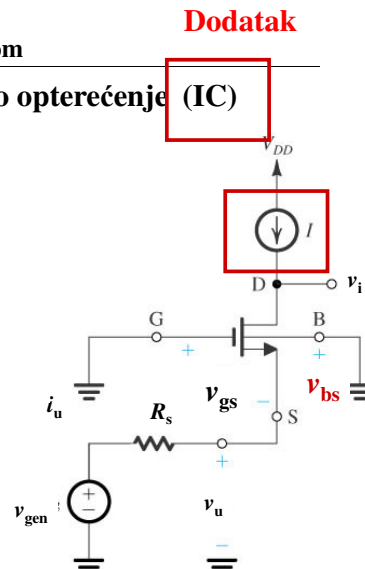 Dodatak
om
o opterećenje (IC)
V_DD
I
D
v_i
G
B
+
+
v_gs
v_bs
−
i_u
R_s
S
+
+
−
v_gen
v_u
−